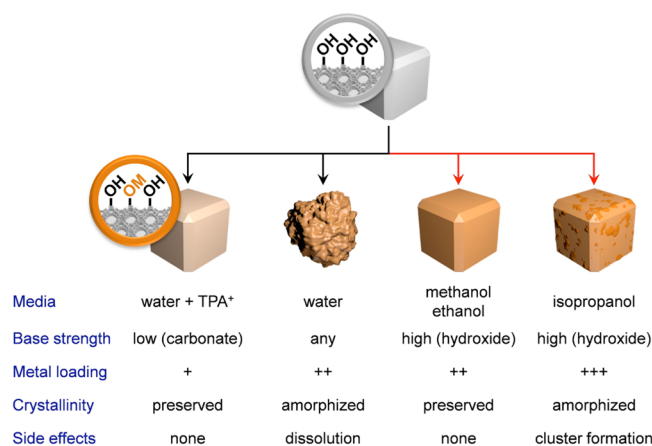 OH OH OH
OH OM OH
Media water + TPA⁺ water methanol ethanol isopropanol
Base strength low (carbonate) any high (hydroxide) high (hydroxide)
Metal loading + ++ ++ +++
Crystallinity preserved amorphized preserved amorphized
Side effects none dissolution none cluster formation